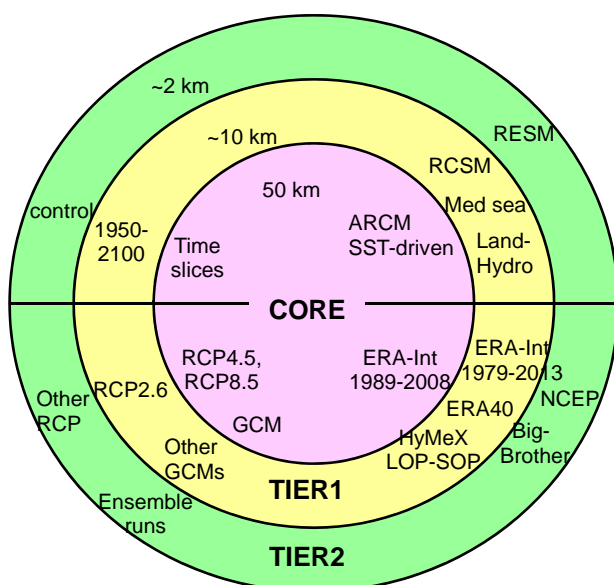 ~2 km
~10 km
RESM
RCSM
50 km
control
Med sea
1950-
2100
ARCM
SST-driven
Time
slices
Land-
Hydro
CORE
RCP4.5,
RCP8.5
ERA-Int
1989-2008
ERA-Int
1979-2013
RCP2.6
Other
RCP
NCEP
ERA40
GCM
HyMeX
LOP-SOP
Big-
Brother
Other
GCMs
TIER1
Ensemble
runs
TIER2